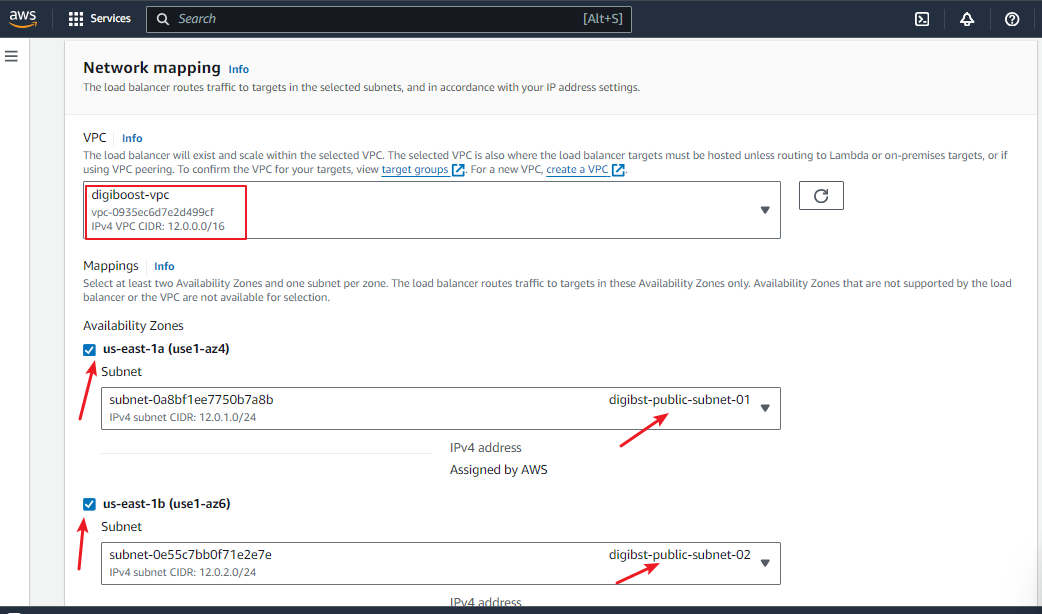 aws
Services
Search
[Alt+S]
Network mapping Info
The load balancer routes traffic to targets in the selected subnets, and in accordance with your IP address settings.
VPC Info
The load balancer will exist and scale within the selected VPC. The selected VPC is also where the load balancer targets must be hosted unless routing to Lambda or on-premises targets, or if
using VPC peering. To confirm the VPC for your targets, view target groups. For a new VPC, create a VPC.
digiboost-vpc
vpc-0935ec6d7e2d499cf
IPv4 VPC CIDR: 12.0.0.0/16
Mappings Info
Select at least two Availability Zones and one subnet per zone. The load balancer routes traffic to targets in these Availability Zones only. Availability Zones that are not supported by the load
balancer or the VPC are not available for selection.
Availability Zones
us-east-1a (use1-az4)
Subnet
subnet-0a8bf1ee7750b7a8b digibst-public-subnet-01
IPv4 subnet CIDR: 12.0.1.0/24
IPv4 address
Assigned by AWS
us-east-1b (use1-az6)
Subnet
subnet-0e55c7bb0f71e2e7e digibst-public-subnet-02
IPv4 subnet CIDR: 12.0.2.0/24
IPv4 address